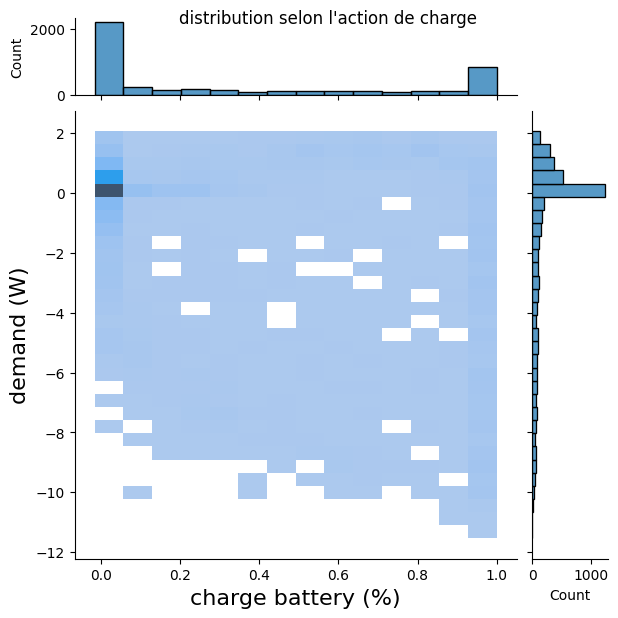 distribution selon l'action de charge
Count
2000
0
demand (W)
2
0
−2
−4
−6
−8
−10
−12
0.0 0.2 0.4 0.6 0.8 1.0
charge battery (%)
0 1000
Count